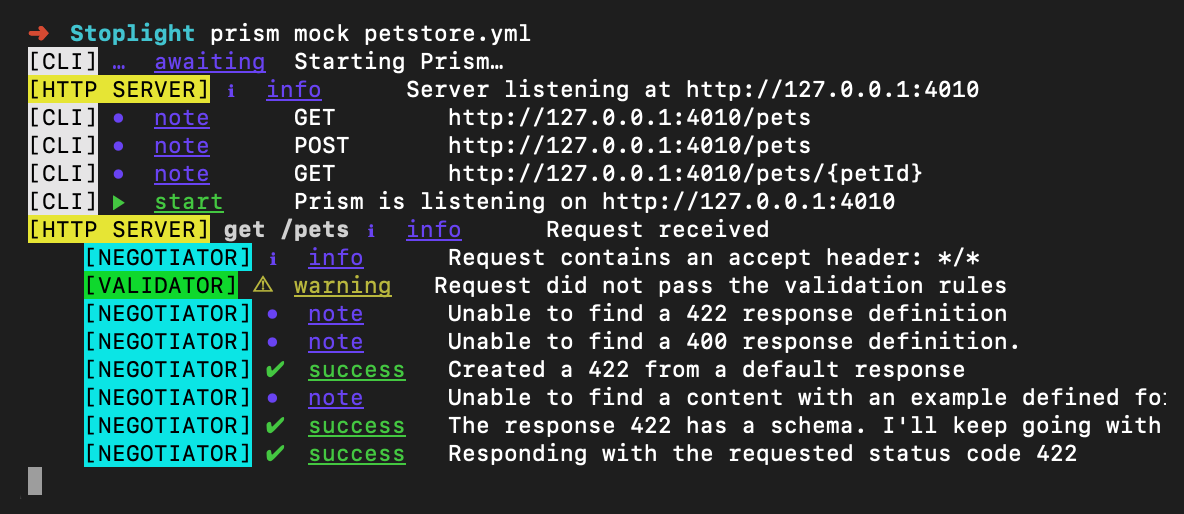 ➜ Stoplight prism mock petstore.yml
[CLI] … awaiting Starting Prism…
[HTTP SERVER] ℹ info Server listening at http://127.0.0.1:4010
[CLI] ● note GET http://127.0.0.1:4010/pets
[CLI] ● note POST http://127.0.0.1:4010/pets
[CLI] ● note GET http://127.0.0.1:4010/pets/{petId}
[CLI] ▶ start Prism is listening on http://127.0.0.1:4010
[HTTP SERVER] get /pets ℹ info Request received
[NEGOTIATOR] ℹ info Request contains an accept header: */*
[VALIDATOR] ⚠ warning Request did not pass the validation rules
[NEGOTIATOR] ● note Unable to find a 422 response definition
[NEGOTIATOR] ● note Unable to find a 400 response definition.
[NEGOTIATOR] ✔ success Created a 422 from a default response
[NEGOTIATOR] ● note Unable to find a content with an example defined
[NEGOTIATOR] ✔ success The response 422 has a schema. I'll keep going with
[NEGOTIATOR] ✔ success Responding with the requested status code 422